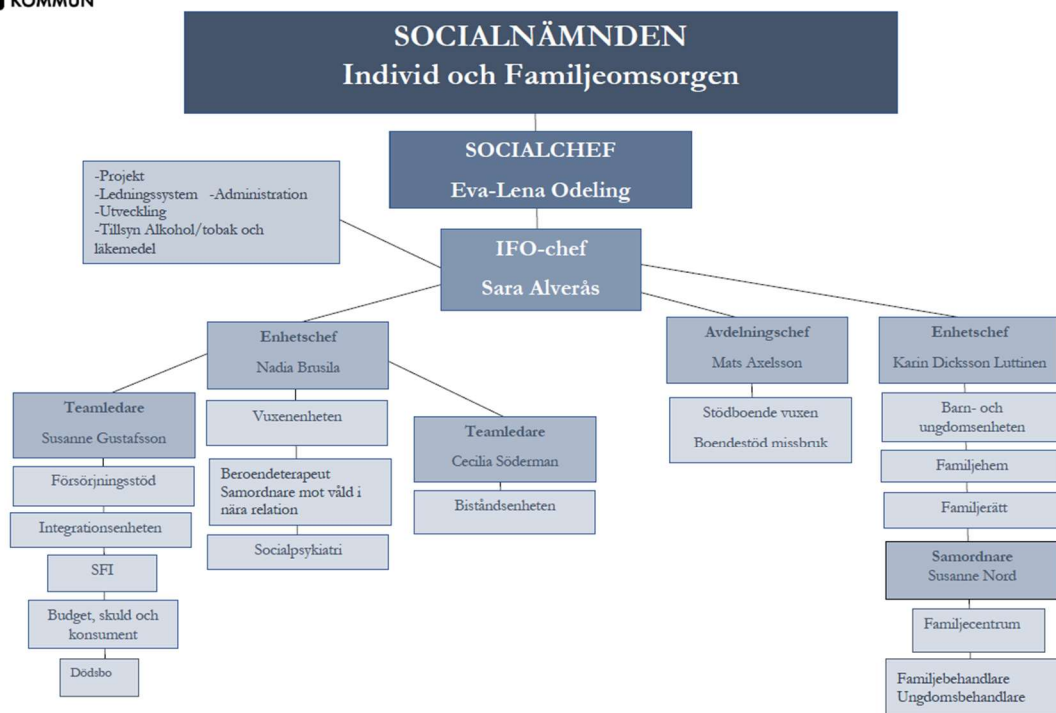 KOMMUN
SOCIALNÄMNDEN
Individ och Familjeomsorgen
SOCIALCHEF
Eva-Lena Odeling
-Projekt
-Ledningssystem -Administration
-Utveckling
-Tillsyn Alkohol/tobak och
läkemedel
IFO-chef
Sara Alverås
Enhetschef
Nadia Brusila
Avdelningschef
Mats Axelsson
Enhetschef
Karin Dicksson Luttinen
Teamledare
Susanne Gustafsson
Försörjningsstöd
Integrationsenheten
SFI
Budget, skuld och
konsument
Dödsbo
Vuxenenheten
Beroendeterapeut
Samordnare mot våld i
nära relation
Socialpsykiatri
Teamledare
Cecilia Söderman
Biståndsenheten
Stödboende vuxen
Boendestöd missbruk
Barn- och
ungdomsenheten
Familjehem
Familjerätt
Samordnare
Susanne Nord
Familjecentrum
Familjebehandlare
Ungdomsbehandlare